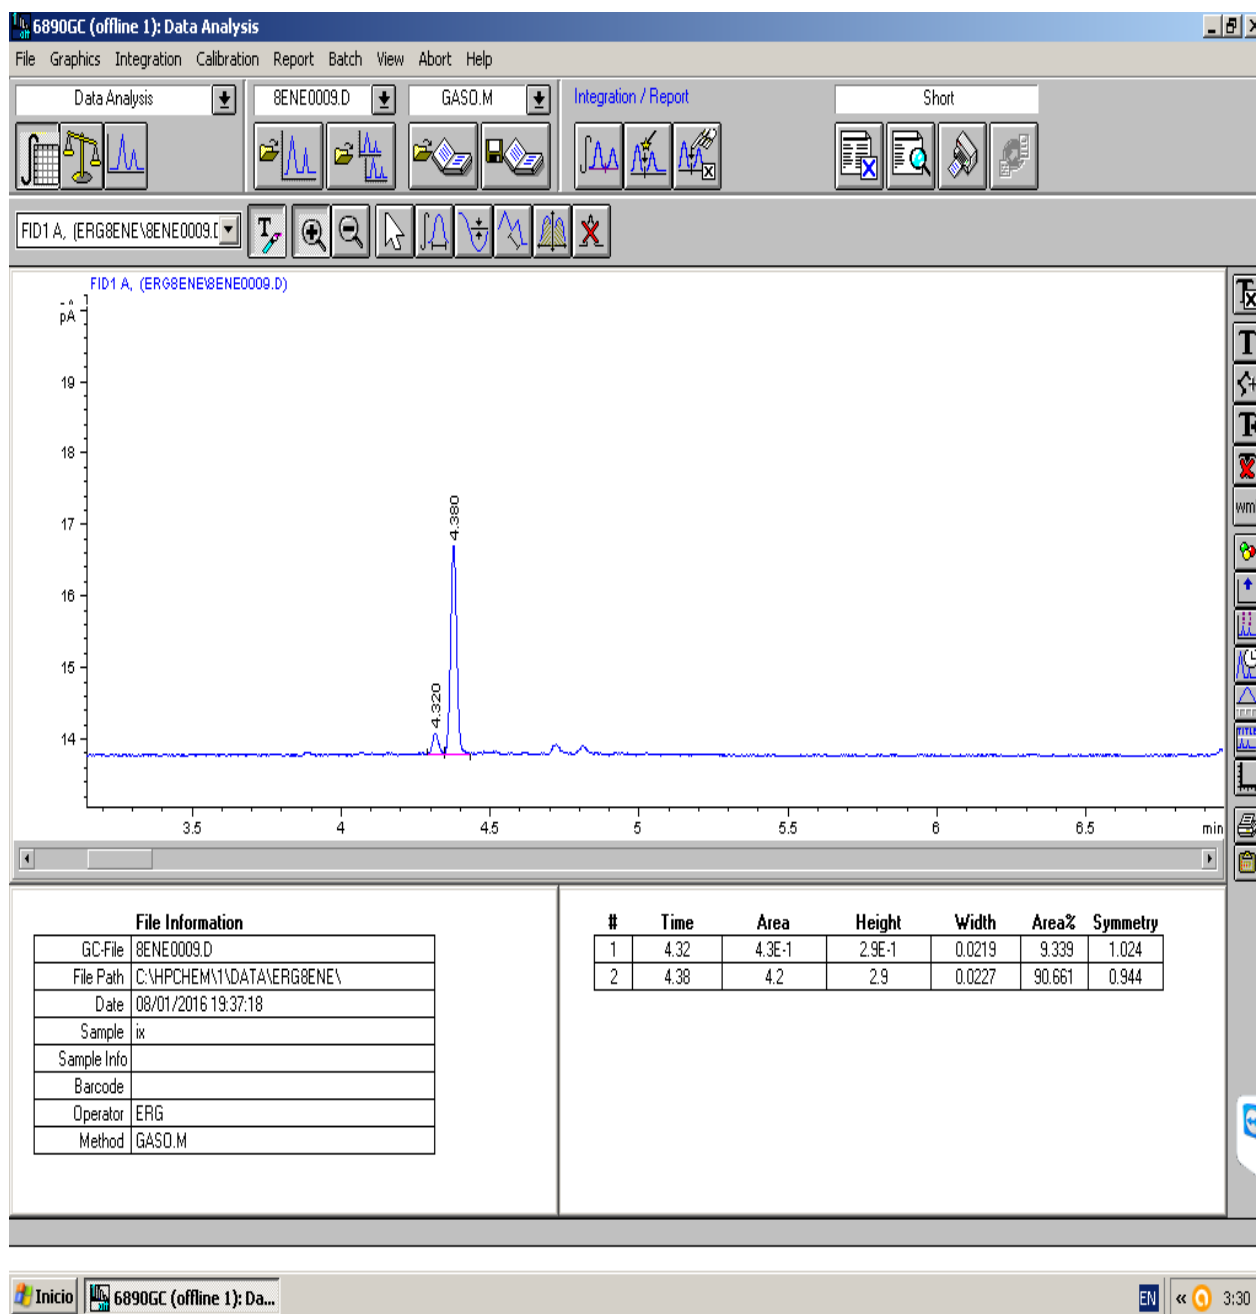 6890GC (offline 1): Data Analysis
File Graphics Integration Calibration Report Batch View Abort Help
Data Analysis 8ENE0009.D GASO.M Integration / Report Short
FID1 A, (ERG8ENE\8ENE0009.D
FID1 A, (ERG8ENE\8ENE0009.D)
pA
19
18
17
16
15
14
4.320
4.380
3.5 4 4.5 5 5.5 6 6.5 min
T
wm
TITLE
File Information
GC-File 8ENE0009.D
File Path C:\HPCHEM\1\DATA\ERG8ENE\
Date 08/01/2016 19:37:18
Sample ix
Sample Info
Barcode
Operator ERG
Method GASO.M
# Time Area Height Width Area% Symmetry
1 4.32 4.3E-1 2.9E-1 0.0219 9.339 1.024
2 4.38 4.2 2.9 0.0227 90.661 0.944
Inicio 6890GC (offline 1): Da... EN « 3:30